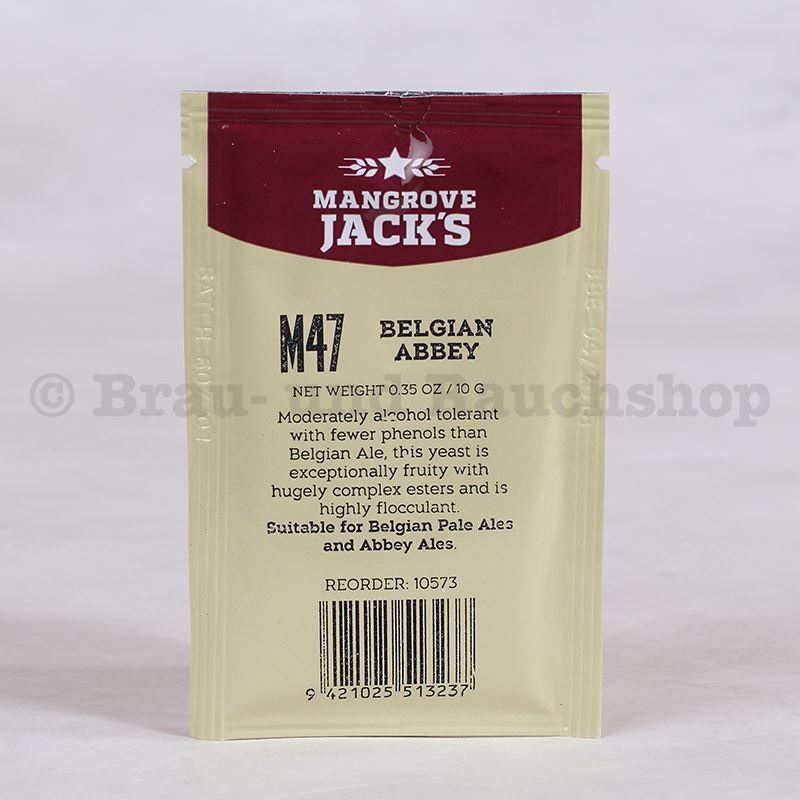 MANGROVE
JACK'S
M47 BELGIAN
ABBEY
NET WEIGHT 0.35 OZ / 10 G
© Brau- und Rauchshop
Moderately alcohol tolerant
with fewer phenols than
Belgian Ale, this yeast is
exceptionally fruity with
hugely complex esters and is
highly flocculant.
Suitable for Belgian Pale Ales
and Abbey Ales.
REORDER: 10573
9 421025 513237
BATCH
BBE